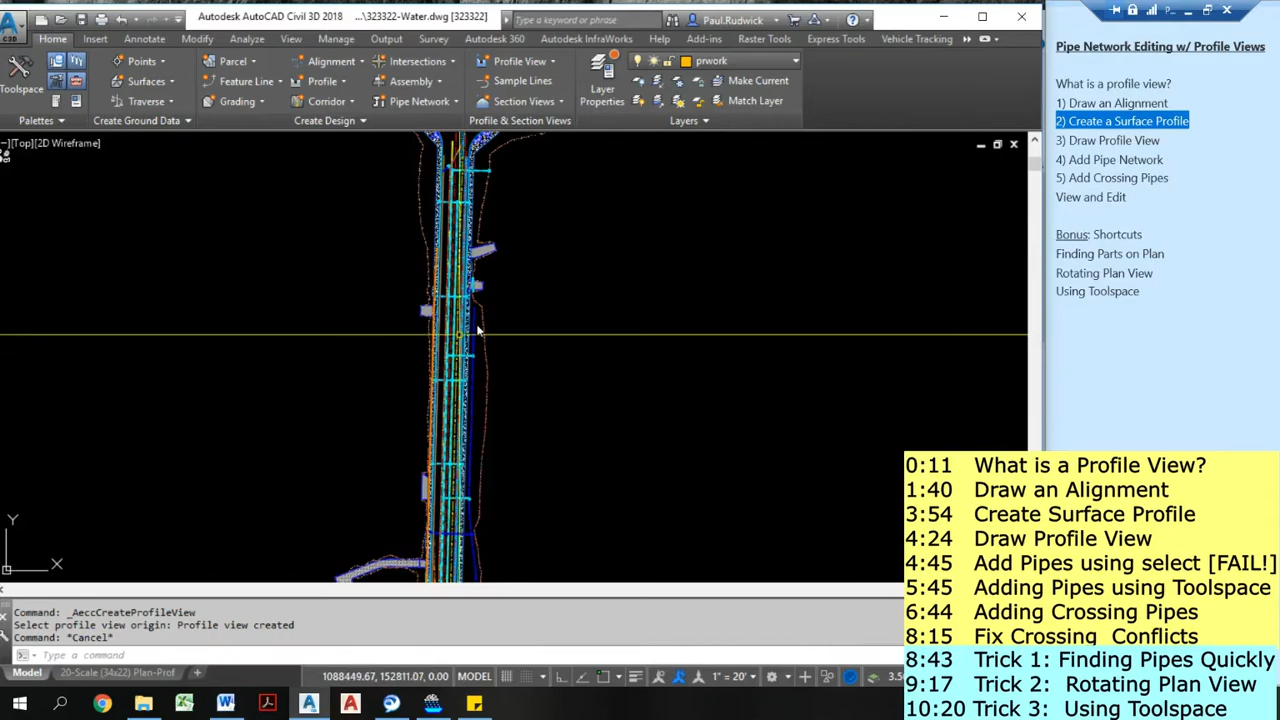 Autodesk AutoCAD Civil 3D 2018 ...\323322-Water.dwg [323322]
Type a keyword or phrase
Paul.Rudwick
C3D
Home Insert Annotate Modify Analyze View Manage Output Survey Autodesk 360 Autodesk InfraWorks Help Add-ins Raster Tools Express Tools Vehicle Tracking
Toolspace
Palettes
Points
Surfaces
Traverse
Create Ground Data
Parcel
Feature Line
Grading
Alignment
Profile
Corridor
Intersections
Assembly
Pipe Network
Create Design
Profile View
Sample Lines
Section Views
Profile & Section Views
Layer
Properties
prwork
Make Current
Match Layer
Layers
[Top][2D Wireframe]
Y
X
Command: _AeccCreateProfileView
Select profile view origin: Profile view created
Command: *Cancel*
Type a command
Model 20-Scale (34x22) Plan-Prof
1088449.67, 152811.07, 0.00 MODEL
1" = 20'
3.5
Pipe Network Editing w/ Profile Views
What is a profile view?
1) Draw an Alignment
2) Create a Surface Profile
3) Draw Profile View
4) Add Pipe Network
5) Add Crossing Pipes
View and Edit
Bonus: Shortcuts
Finding Parts on Plan
Rotating Plan View
Using Toolspace
0:11 What is a Profile View?
1:40 Draw an Alignment
3:54 Create Surface Profile
4:24 Draw Profile View
4:45 Add Pipes using select [FAIL!]
5:45 Adding Pipes using Toolspace
6:44 Adding Crossing Pipes
8:15 Fix Crossing Conflicts
8:43 Trick 1: Finding Pipes Quickly
9:17 Trick 2: Rotating Plan View
10:20 Trick 3: Using Toolspace